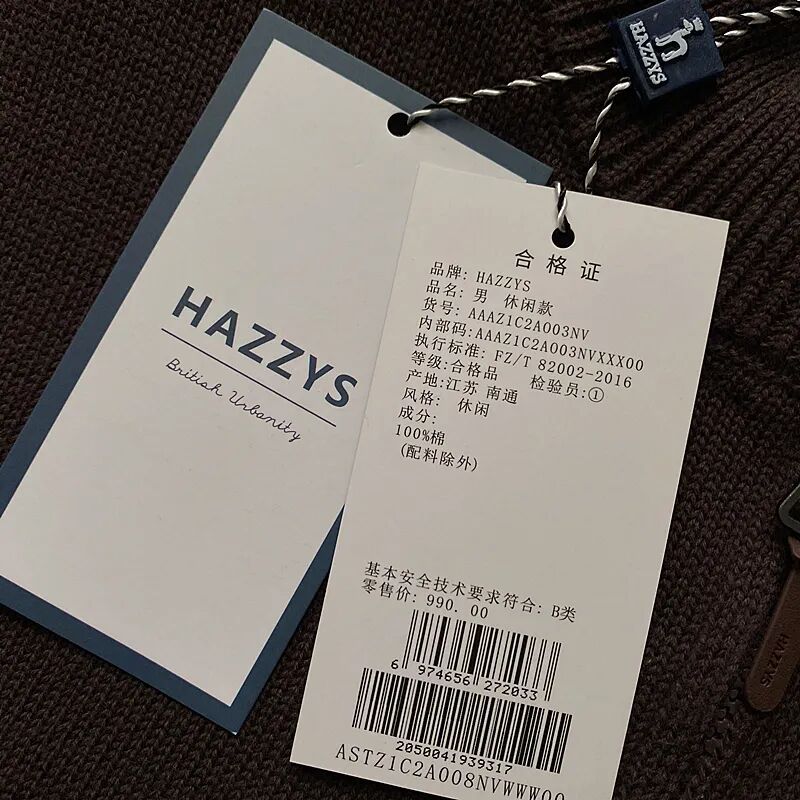 HAZZYS
HAZZYS
British Urbanity
合格证
品牌: HAZZYS
品名: 男 休闲款
货号: AAAZ1C2A003NV
内部码:AAAZ1C2A003NVXXX00
执行标准: FZ/T 82002-2016
等级:合格品 检验员:①
产地:江苏 南通
风格: 休闲
成分:
100%棉
(配料除外)
基本安全技术要求符合: B类
零售价: 990.00
6 974656 272033
2050041939317
ASTZ1C2A008NVWWW00
HAZZYS